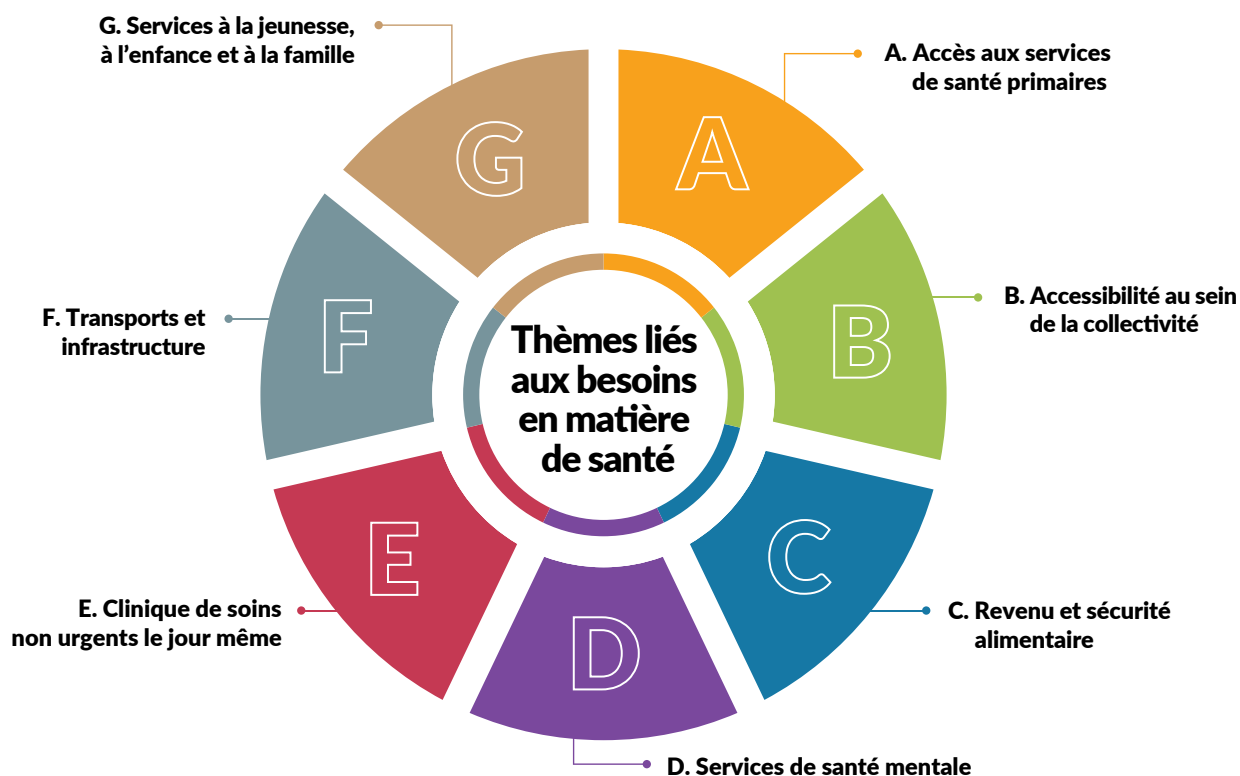 G. Services à la jeunesse,
à l'enfance et à la famille
A. Accès aux services
de santé primaires
G
A
F. Transports et
infrastructure
F
B
B. Accessibilité au sein
de la collectivité
Thèmes liés
aux besoins
en matière
de santé
E
C
E. Clinique de soins
non urgents le jour même
D
C. Revenu et sécurité
alimentaire
D. Services de santé mentale